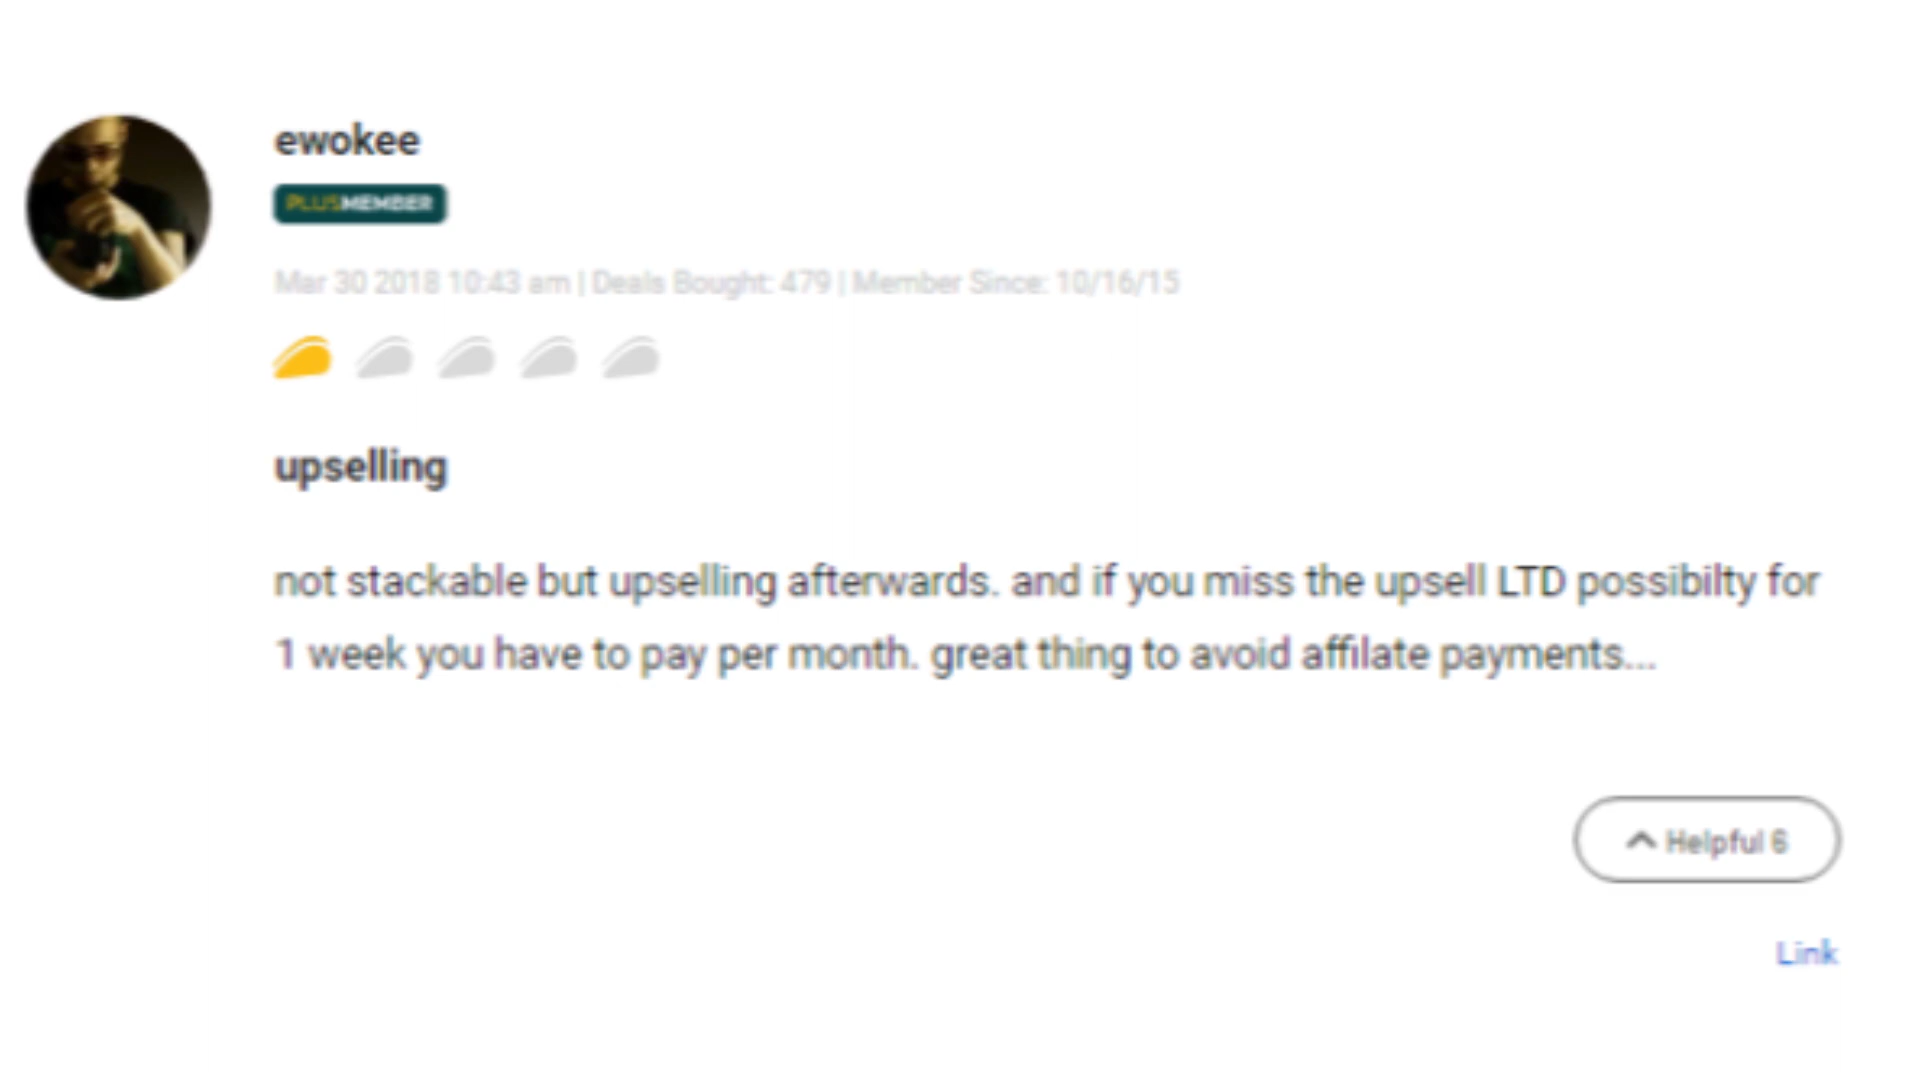 ewokee
PLUSMEMBER
Mar 30 2018 10:43 am | Deals Bought: 479 | Member Since: 10/16/15
upselling
not stackable but upselling afterwards. and if you miss the upsell LTD possibilty for
1 week you have to pay per month. great thing to avoid affilate payments...
Helpful 6
Link